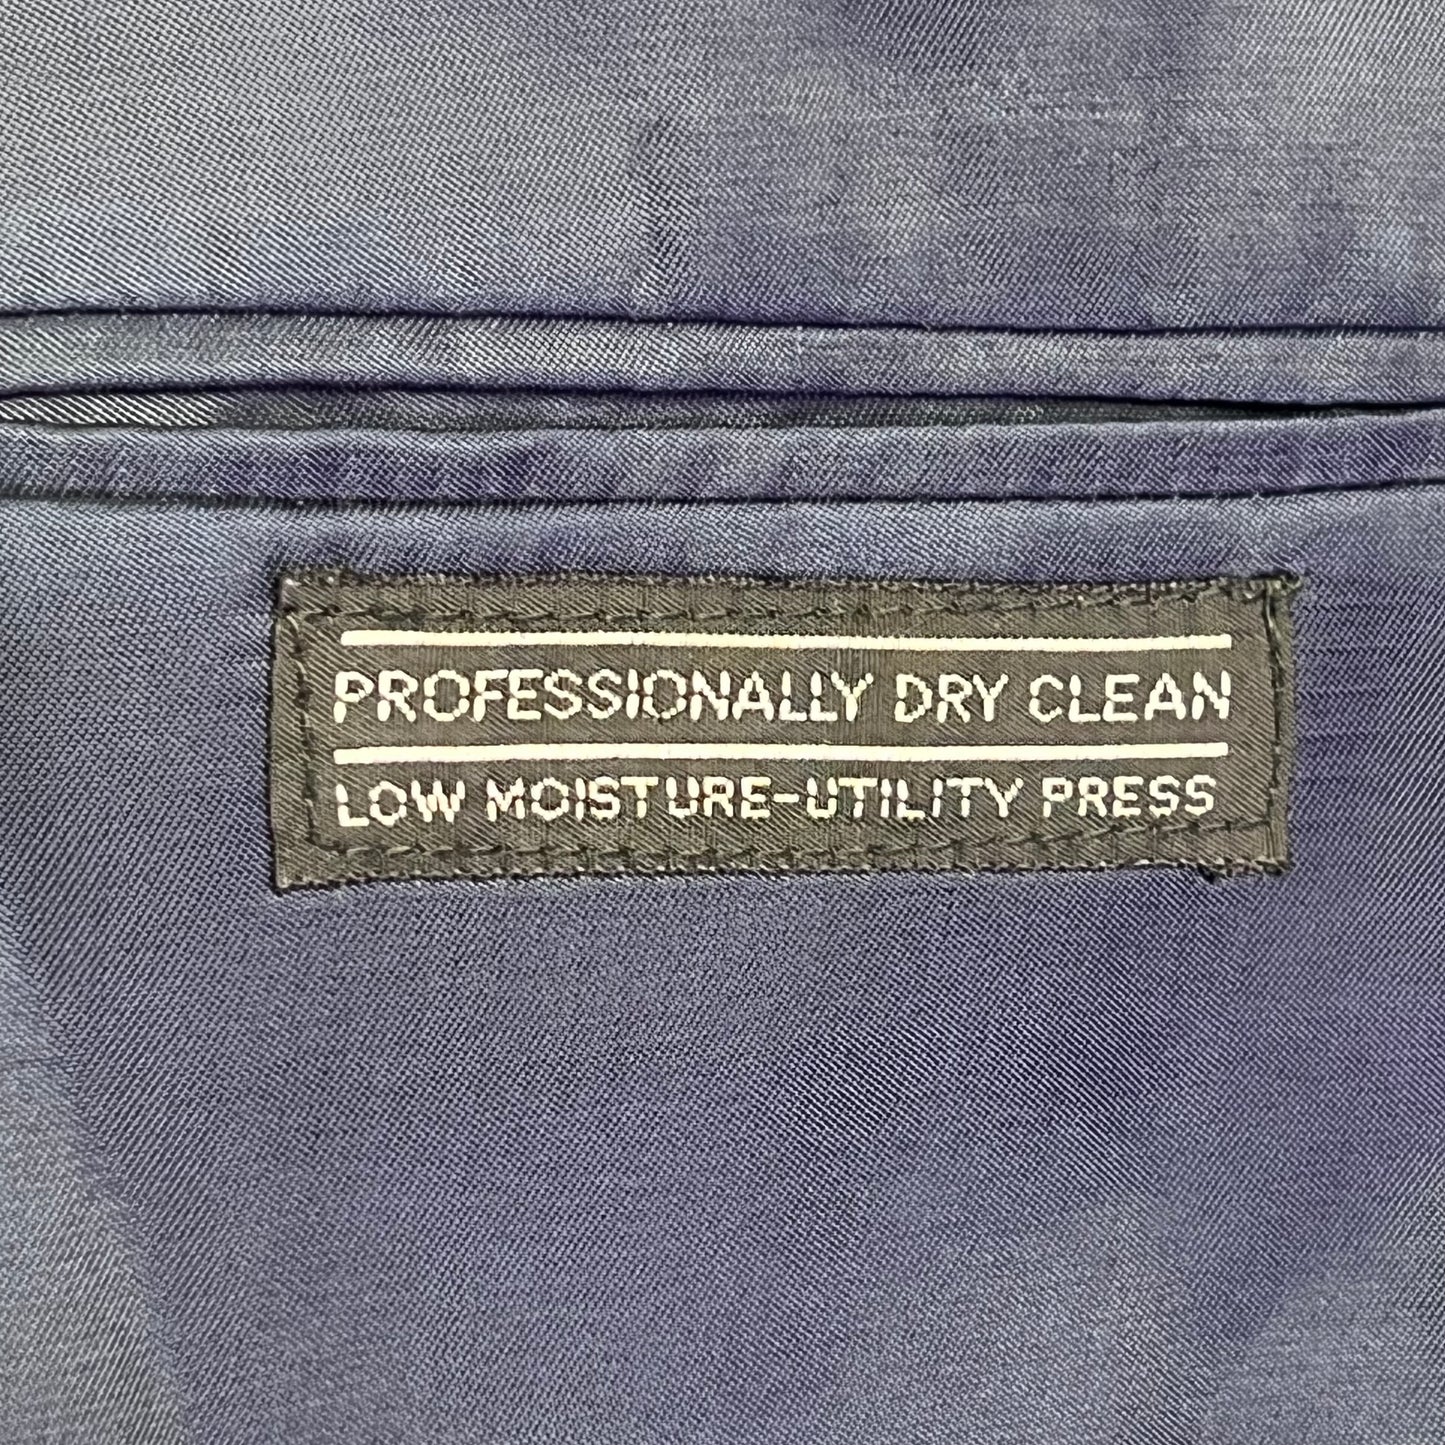 PROFESSIONALLY DRY CLEAN
LOW MOISTURE-UTILITY PRESS